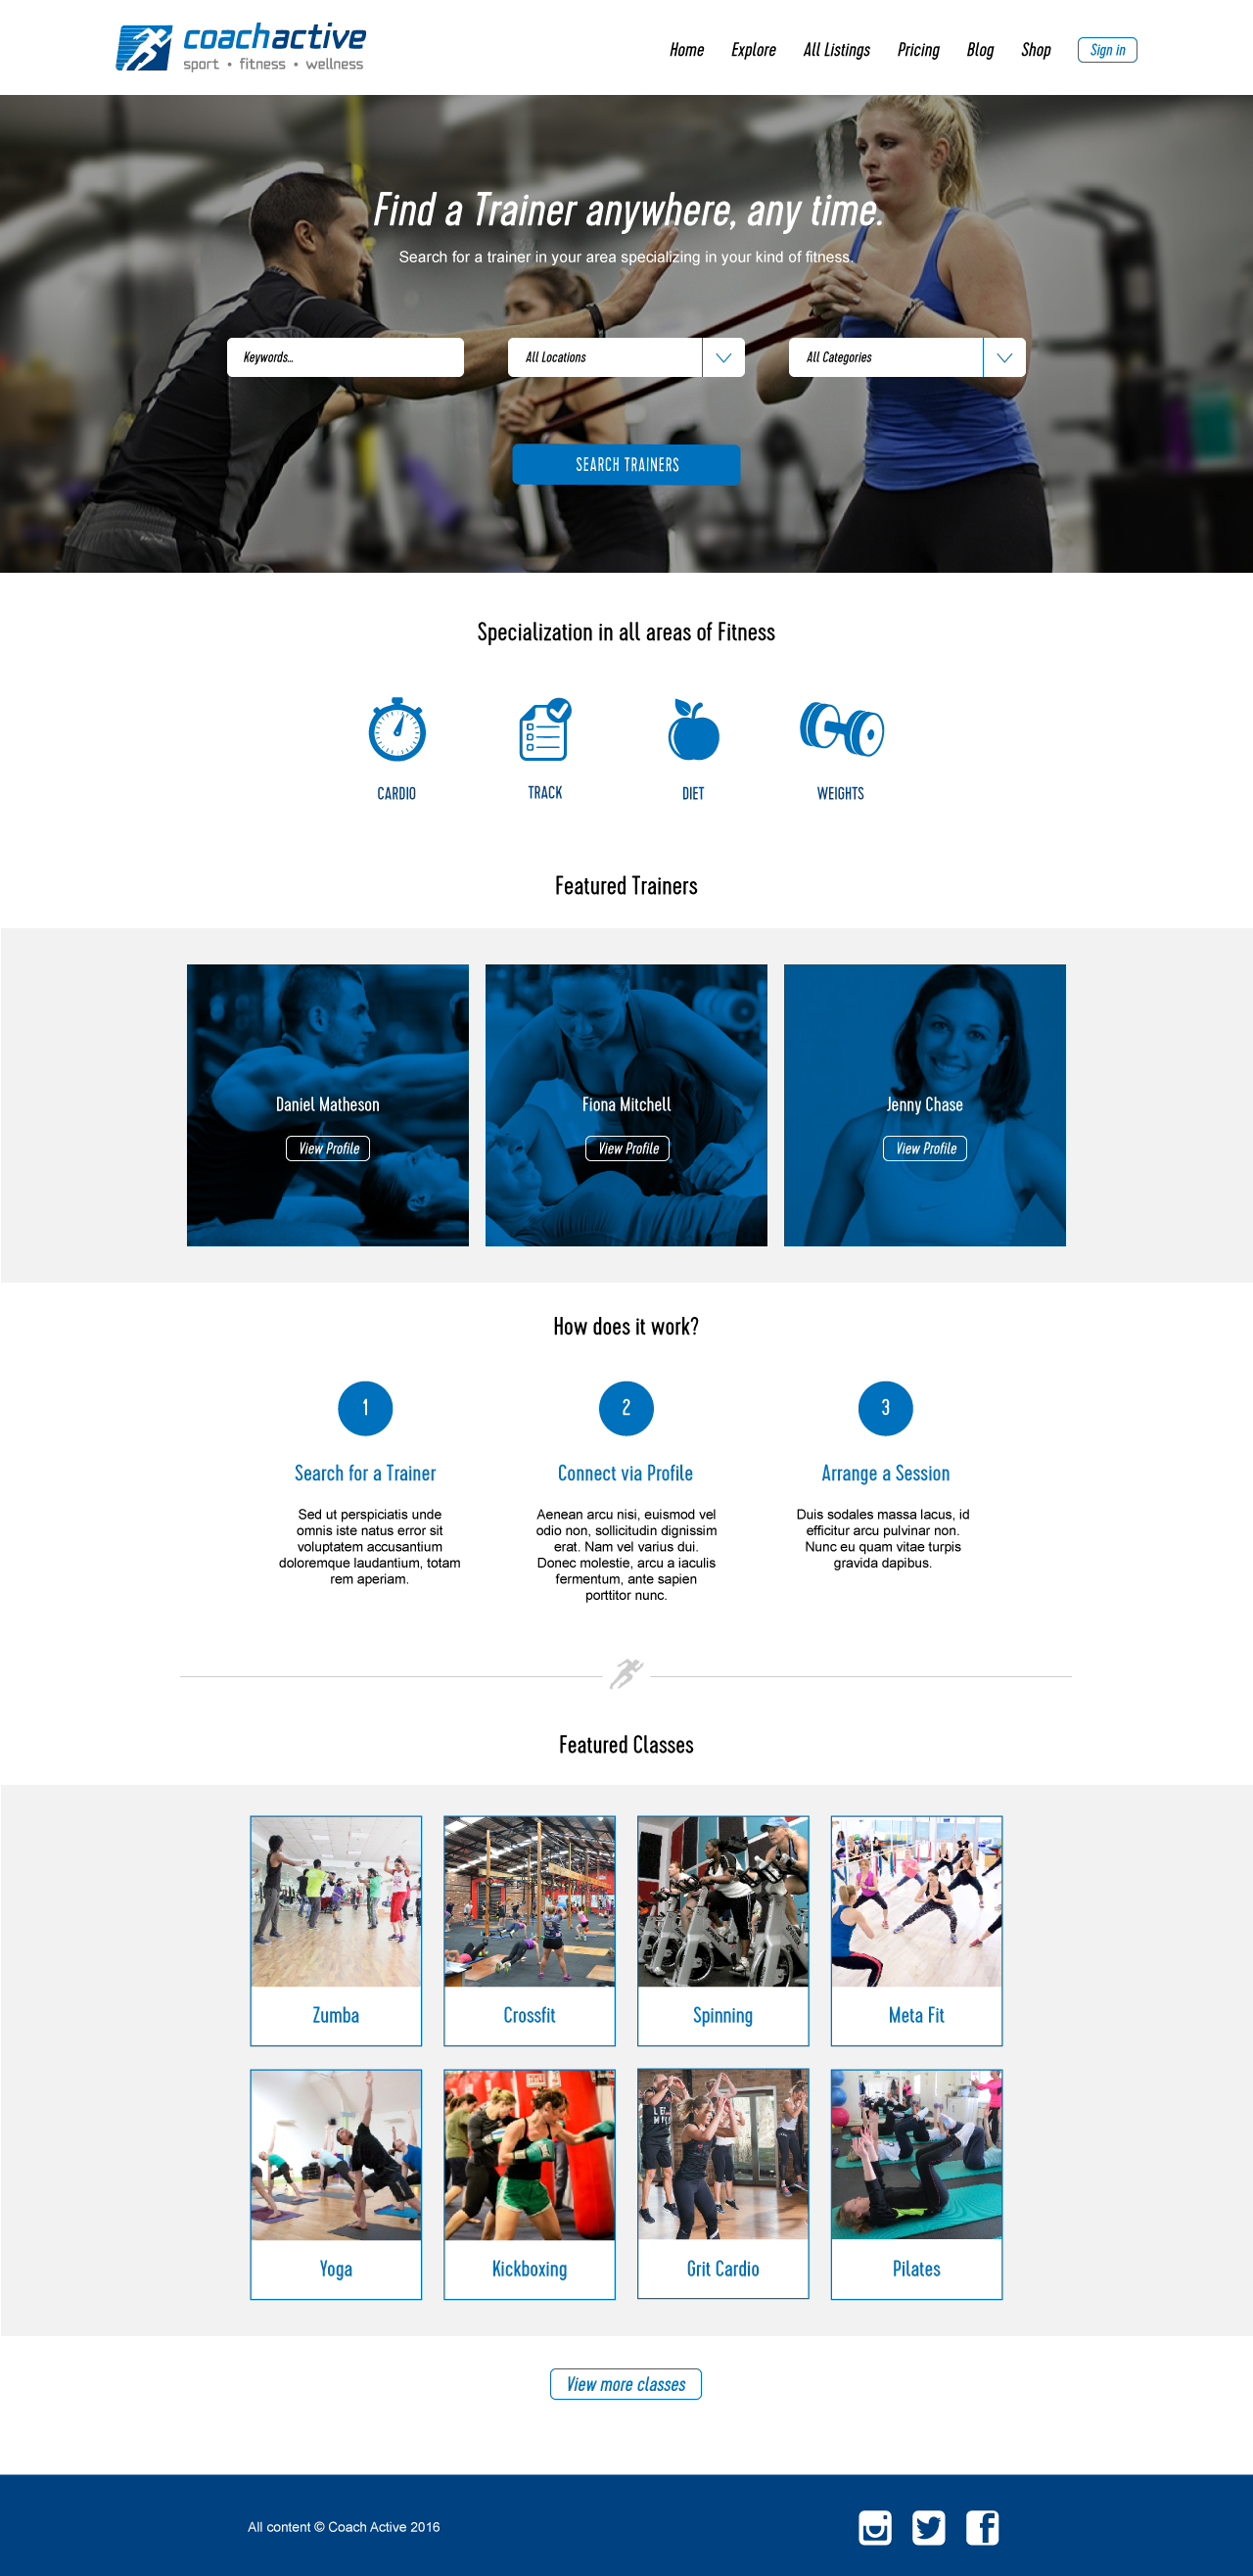 coachactive
sport • fitness • wellness
Home Explore All Listings Pricing Blog Shop Sign in
Find a Trainer anywhere, any time.
Search for a trainer in your area specializing in your kind of fitness.
Keywords... All Locations All Categories
SEARCH TRAINERS
Specialization in all areas of Fitness
CARDIO TRACK DIET WEIGHTS
Featured Trainers
Daniel Matheson Fiona Mitchell Jenny Chase
View Profile View Profile View Profile
How does it work?
1 2 3
Search for a Trainer
Sed ut perspiciatis unde
omnis iste natus error sit
voluptatem accusantium
doloremque laudantium, totam
rem aperiam.
Connect via Profile
Aenean arcu nisi, euismod vel
odio non, sollicitudin dignissim
erat. Nam vel varius dui.
Donec molestie, arcu a iaculis
fermentum, ante sapien
porttitor nunc.
Arrange a Session
Duis sodales massa lacus, id
efficitur arcu pulvinar non.
Nunc eu quam vitae turpis
gravida dapibus.
Featured Classes
Zumba Crossfit Spinning Meta Fit
Yoga Kickboxing Grit Cardio Pilates
View more classes
All content © Coach Active 2016